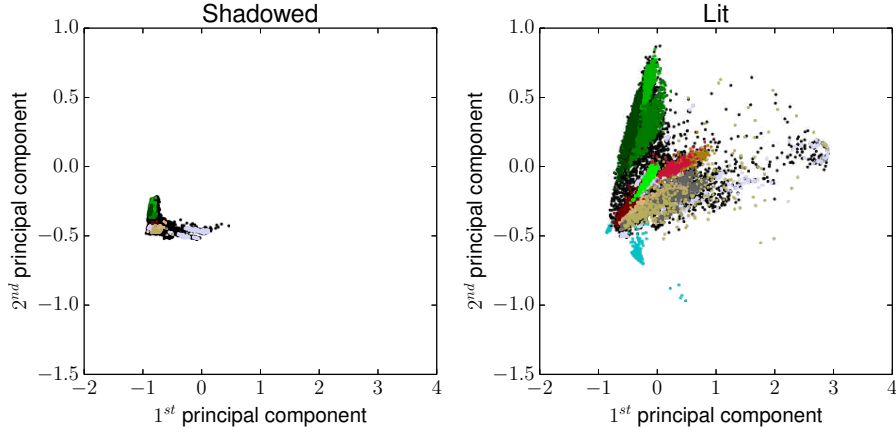 Shadowed
1.0
0.5
0.0
−0.5
−1.0
−1.5
−2 −1 0 1 2 3 4
1st principal component
2nd principal component
Lit
1.0
0.5
0.0
−0.5
−1.0
−1.5
−2 −1 0 1 2 3 4
1st principal component
2nd principal component